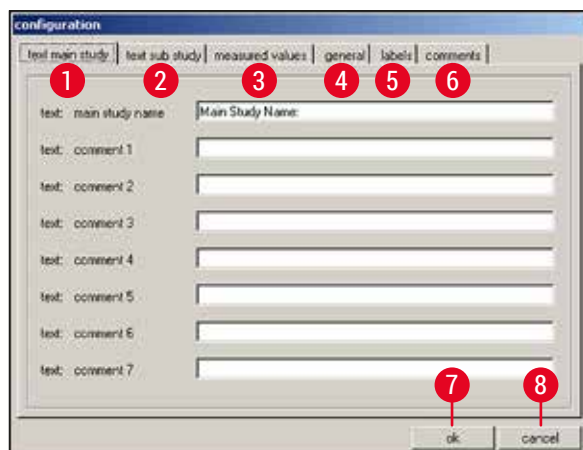 configuration
text main study text sub study measured values general labels comments
1 2 3 4 5 6
text: main study name Main Study Name:
text: comment 1
text: comment 2
text: comment 3
text: comment 4
text: comment 5
text: comment 6
text: comment 7
7 8
ok cancel